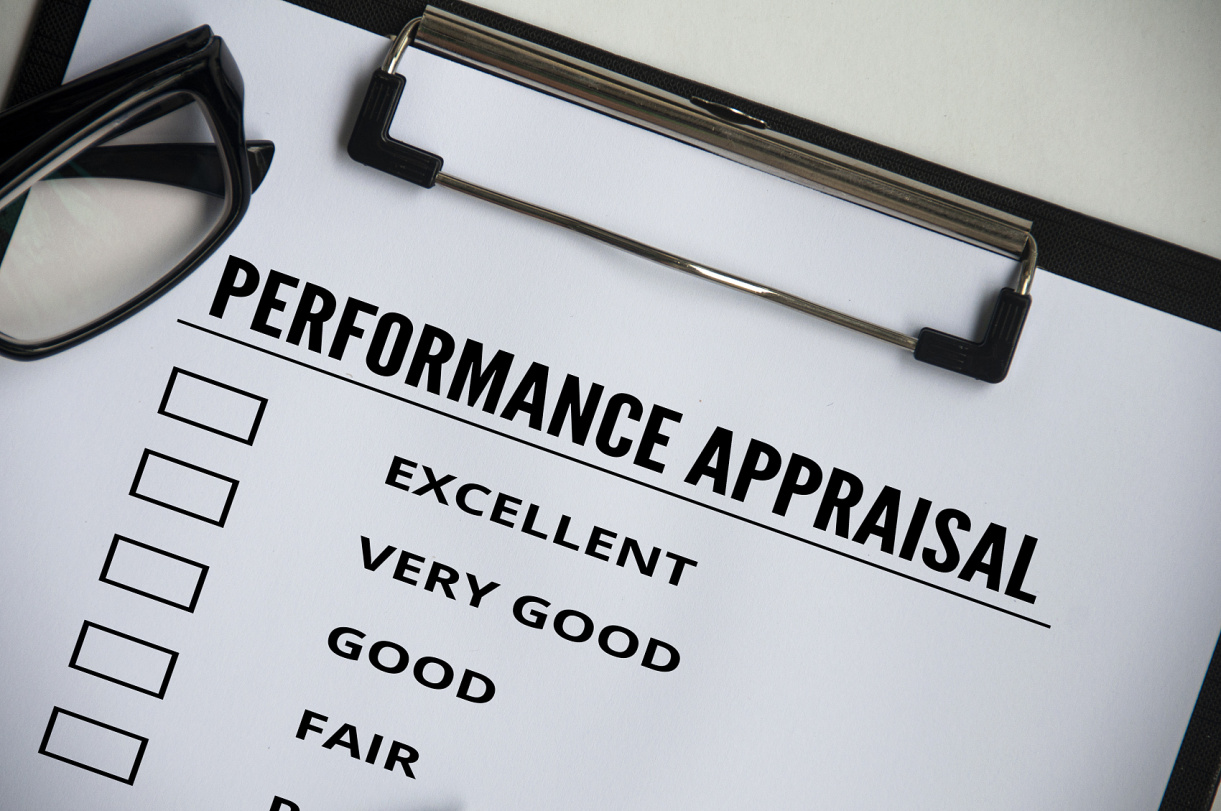 PERFORMANCE APPRAISAL
EXCELLENT
VERY GOOD
GOOD
FAIR